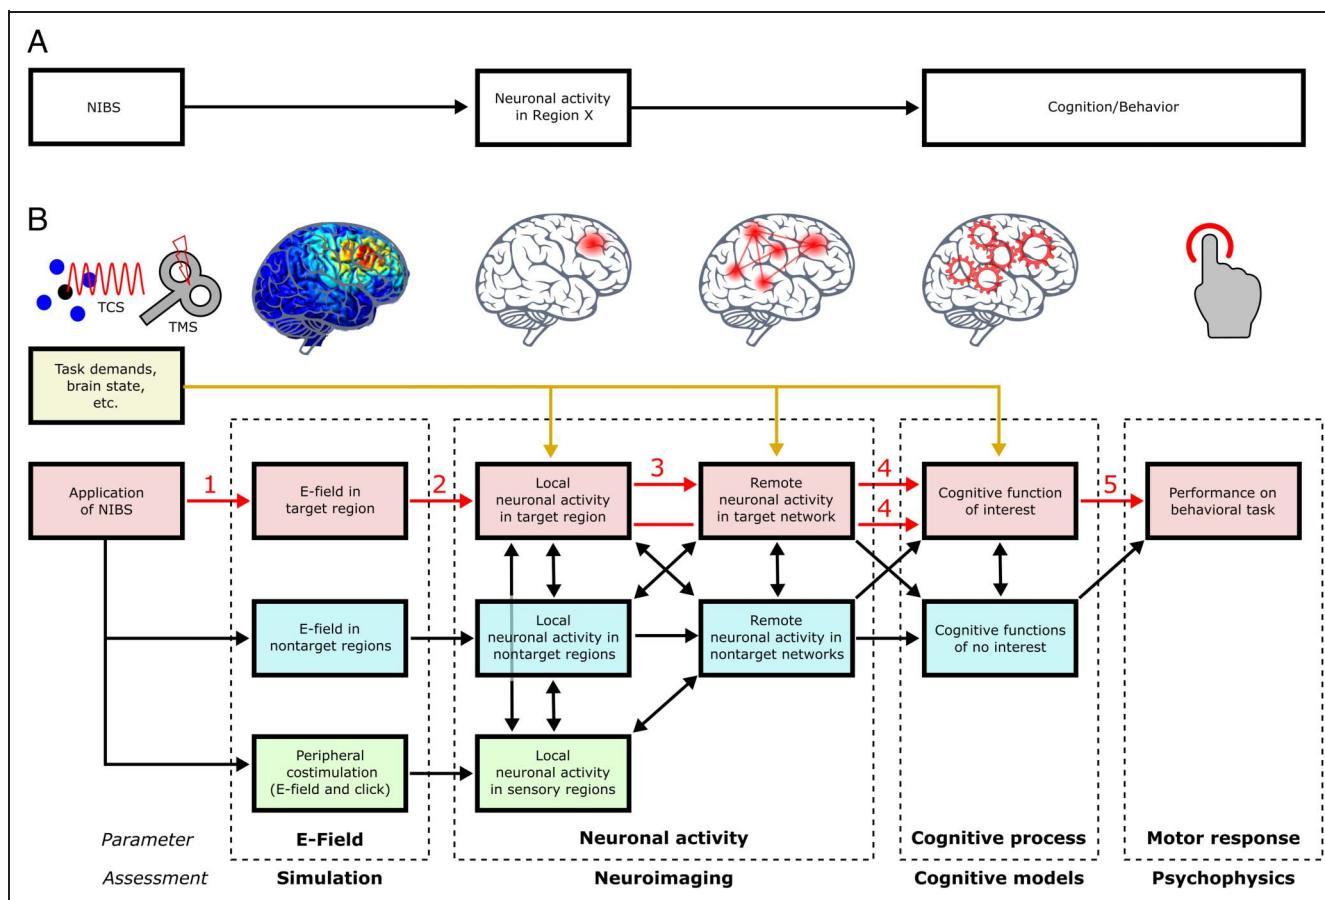 A
NIBS
Neuronal activity
in Region X
Cognition/Behavior
B
TCS
TMS
Task demands,
brain state,
etc.
Application
of NIBS
1
E-field in
target region
2
Local
neuronal activity
in target region
3
Remote
neuronal activity
in target network
4
4
Cognitive function
of interest
5
Performance on
behavioral task
E-field in
nontarget regions
Local
neuronal activity in
nontarget regions
Remote
neuronal activity in
nontarget networks
Cognitive functions
of no interest
Peripheral
costimulation
(E-field and click)
Local
neuronal activity
in sensory regions
Parameter
E-Field
Neuronal activity
Cognitive process
Motor response
Assessment
Simulation
Neuroimaging
Cognitive models
Psychophysics